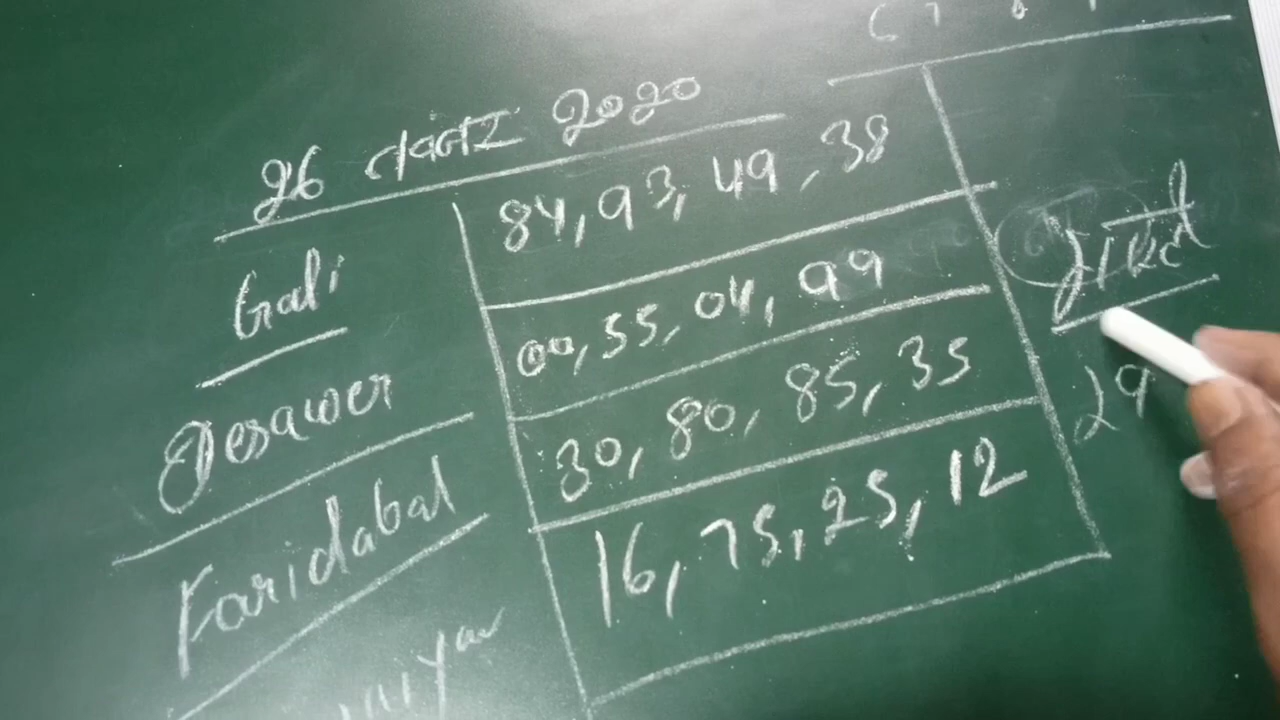 26 मार्च 2020
Gali 84, 93, 49, 38
Desawer 00, 55, 04, 99
Faridabad 30, 80, 85, 35
16, 75, 25, 12
29